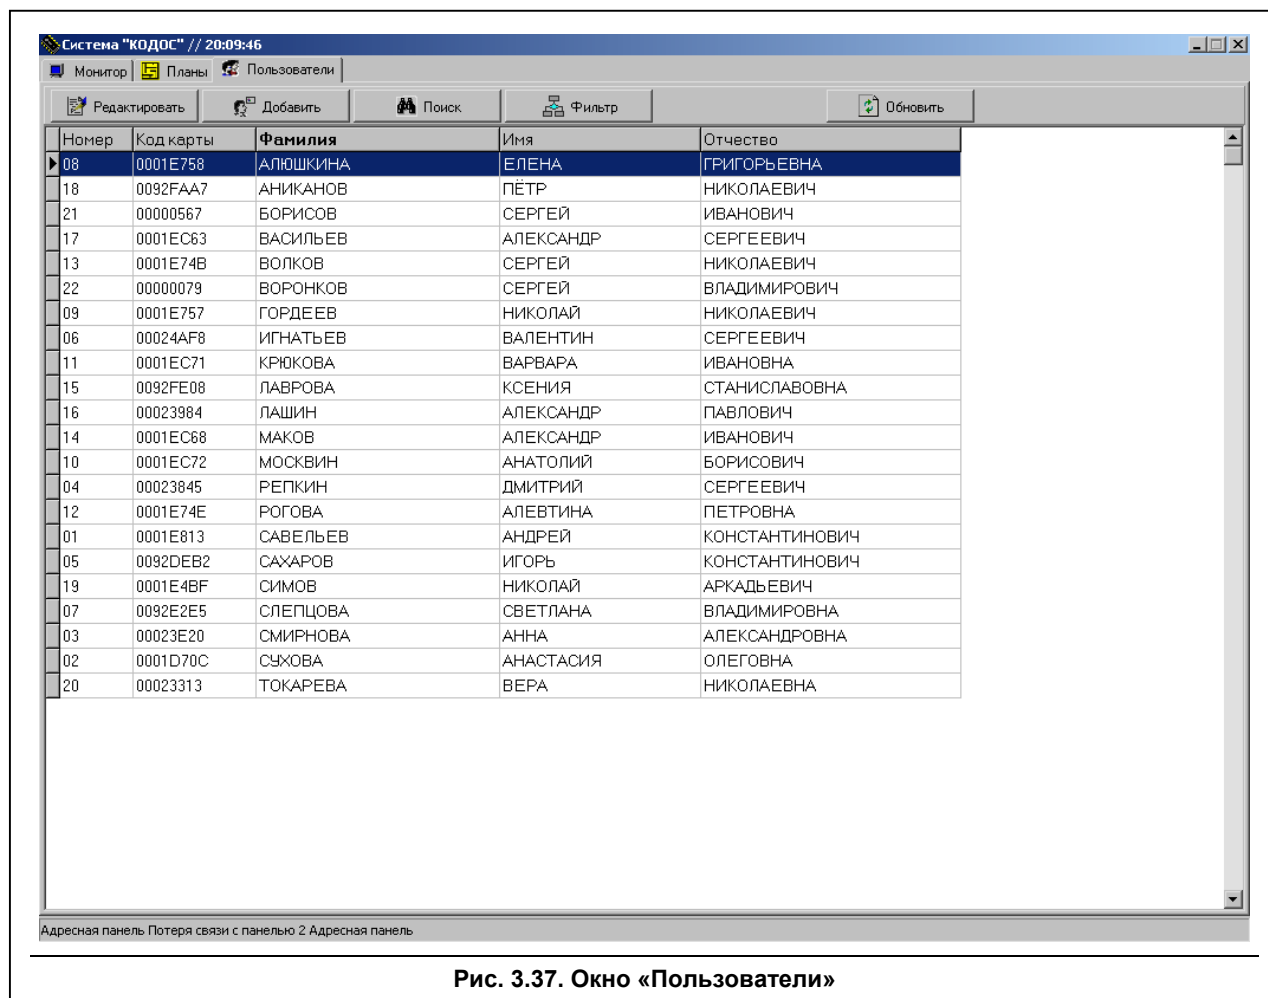 Система "КОДОС" // 20:09:46
Монитор Планы Пользователи
Редактировать Добавить Поиск Фильтр Обновить
Номер Код карты Фамилия Имя Отчество
08 0001E758 АЛЮШКИНА ЕЛЕНА ГРИГОРЬЕВНА
18 0092FAA7 АНИКАНОВ ПЁТР НИКОЛАЕВИЧ
21 00000567 БОРИСОВ СЕРГЕЙ ИВАНОВИЧ
17 0001EC63 ВАСИЛЬЕВ АЛЕКСАНДР СЕРГЕЕВИЧ
13 0001E74B ВОЛКОВ СЕРГЕЙ НИКОЛАЕВИЧ
22 00000079 ВОРОНКОВ СЕРГЕЙ ВЛАДИМИРОВИЧ
09 0001E757 ГОРДЕЕВ НИКОЛАЙ НИКОЛАЕВИЧ
06 00024AF8 ИГНАТЬЕВ ВАЛЕНТИН СЕРГЕЕВИЧ
11 0001EC71 КРЮКОВА ВАРВАРА ИВАНОВНА
15 0092FE08 ЛАВРОВА КСЕНИЯ СТАНИСЛАВОВНА
16 00023984 ЛАШИН АЛЕКСАНДР ПАВЛОВИЧ
14 0001EC68 МАКОВ АЛЕКСАНДР ИВАНОВИЧ
10 0001EC72 МОСКВИН АНАТОЛИЙ БОРИСОВИЧ
04 00023845 РЕПКИН ДМИТРИЙ СЕРГЕЕВИЧ
12 0001E74E РОГОВА АЛЕВТИНА ПЕТРОВНА
01 0001E813 САВЕЛЬЕВ АНДРЕЙ КОНСТАНТИНОВИЧ
05 0092DEB2 САХАРОВ ИГОРЬ КОНСТАНТИНОВИЧ
19 0001E4BF СИМОВ НИКОЛАЙ АРКАДЬЕВИЧ
07 0092E2E5 СЛЕПЦОВА СВЕТЛАНА ВЛАДИМИРОВНА
03 00023E20 СМИРНОВА АННА АЛЕКСАНДРОВНА
02 0001D70C СУХОВА АНАСТАСИЯ ОЛЕГОВНА
20 00023313 ТОКАРЕВА ВЕРА НИКОЛАЕВНА
Адресная панель Потеря связи с панелью 2 Адресная панель
Рис. 3.37. Окно «Пользователи»